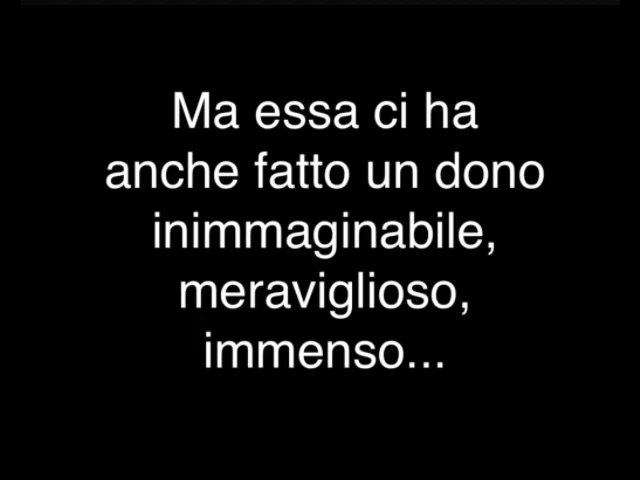 Ma essa ci ha
anche fatto un dono
inimmaginabile,
meraviglioso,
immenso...